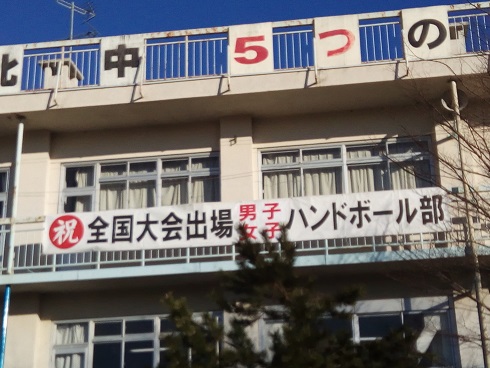 北中5つの
祝 全国大会出場 男子 ハンドボール部
女子